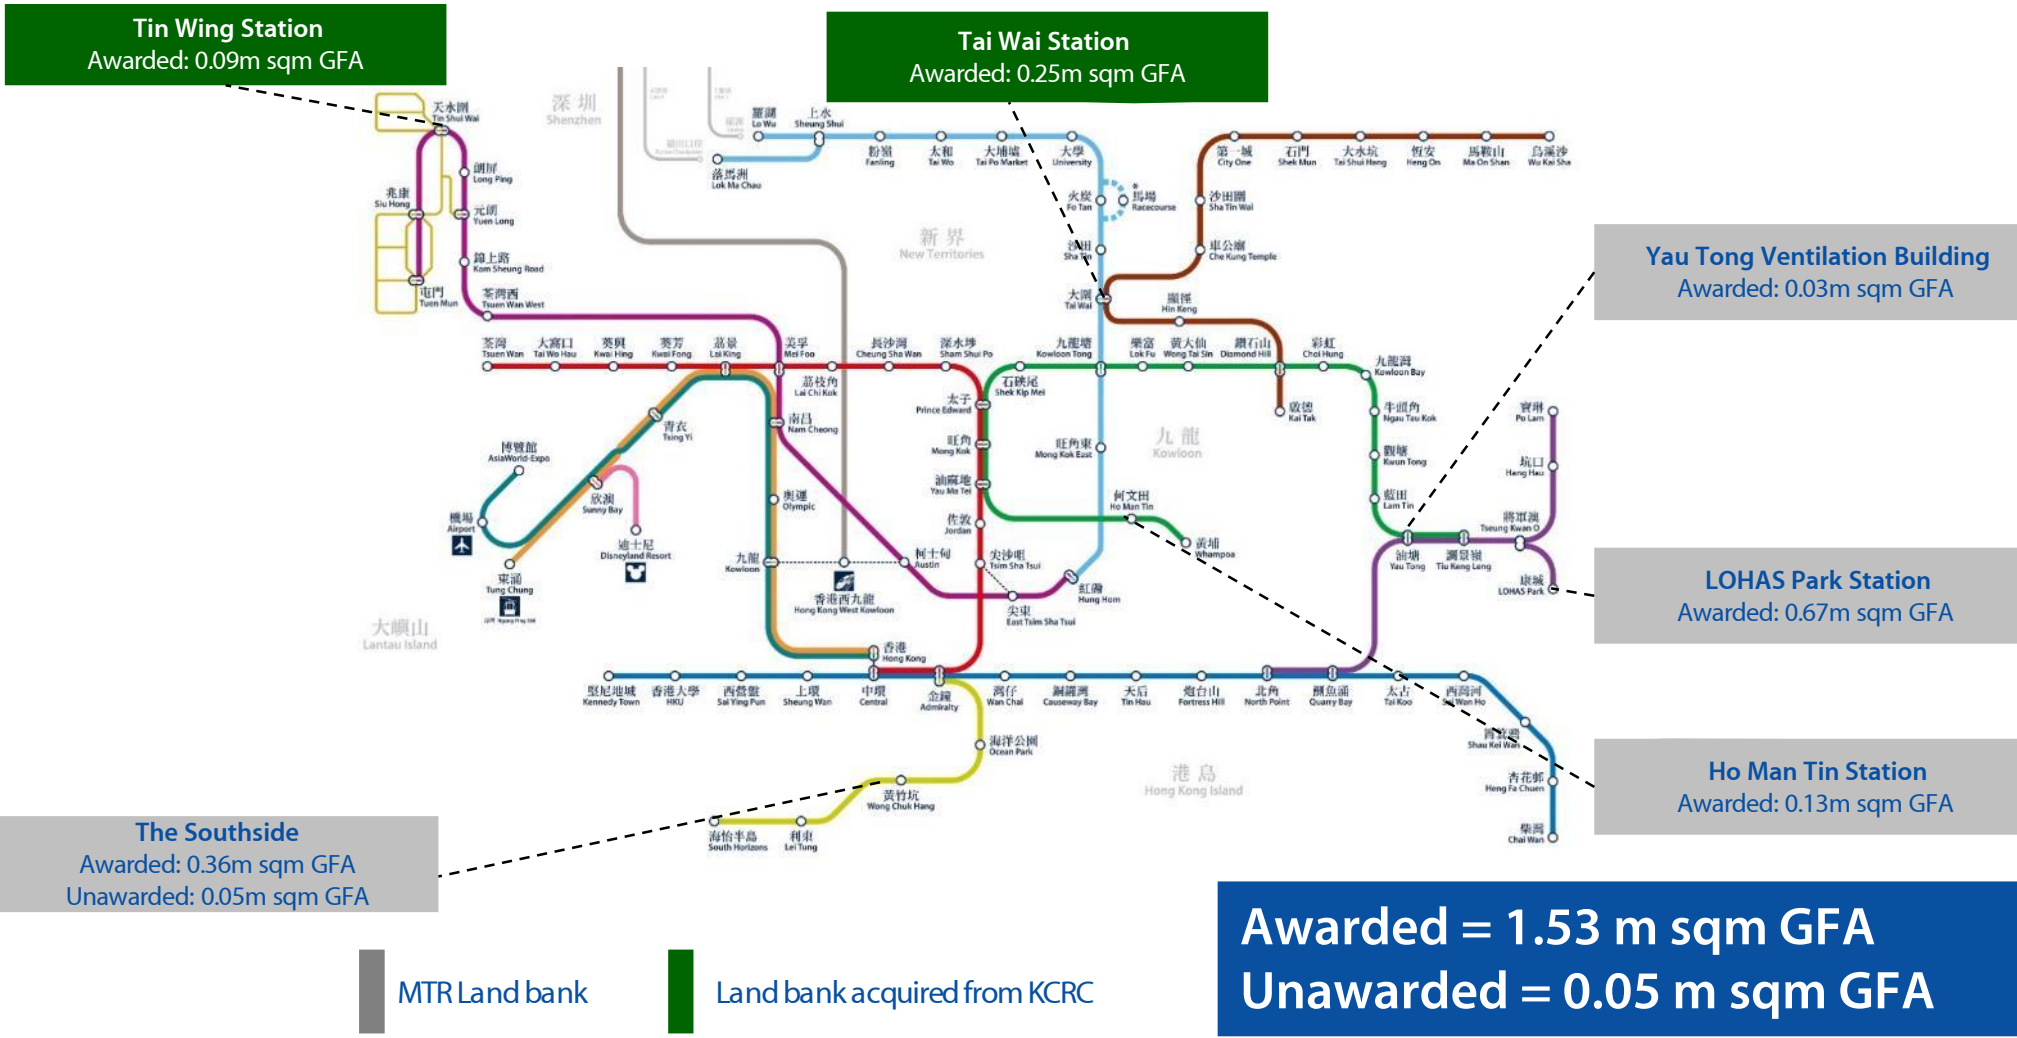 Tin Wing Station
Awarded: 0.09m sqm GFA
Tai Wai Station
Awarded: 0.25m sqm GFA
Yau Tong Ventilation Building
Awarded: 0.03m sqm GFA
LOHAS Park Station
Awarded: 0.67m sqm GFA
Ho Man Tin Station
Awarded: 0.13m sqm GFA
The Southside
Awarded: 0.36m sqm GFA
Unawarded: 0.05m sqm GFA
天水圍
Tin Shui Wai
朗屏
Long Ping
兆康
Siu Hong
元朗
Yuen Long
錦上路
Kam Sheung Road
屯門
Tuen Mun
荃灣西
Tsuen Wan West
深圳
Shenzhen
羅湖
Lo Wu
上水
Sheung Shui
落馬洲
Lok Ma Chau
粉嶺
Fanling
太和
Tai Wo
大埔墟
Tai Po Market
大學
University
火炭
Fo Tan
馬場
Racecourse
沙田
Sha Tin
大圍
Tai Wai
新界
New Territories
第一城
City One
石門
Shek Mun
大水坑
Tai Shui Hang
恆安
Heng On
馬鞍山
Ma On Shan
烏溪沙
Wu Kai Sha
沙田圍
Sha Tin Wai
車公廟
Che Kung Temple
顯徑
Hin Keng
荃灣
Tsuen Wan
大窩口
Tai Wo Hau
葵興
Kwai Hing
葵芳
Kwai Fong
荔景
Lai King
美孚
Mei Foo
荔枝角
Lai Chi Kok
長沙灣
Cheung Sha Wan
深水埗
Sham Shui Po
石硤尾
Shek Kip Mei
九龍塘
Kowloon Tong
樂富
Lok Fu
黃大仙
Wong Tai Sin
鑽石山
Diamond Hill
彩虹
Choi Hung
九龍灣
Kowloon Bay
啟德
Kai Tak
牛頭角
Ngau Tau Kok
觀塘
Kwun Tong
藍田
Lam Tin
油塘
Yau Tong
調景嶺
Tiu Keng Leng
將軍澳
Tseung Kwan O
寶琳
Po Lam
坑口
Hang Hau
康城
LOHAS Park
太子
Prince Edward
旺角
Mong Kok
油麻地
Yau Ma Tei
佐敦
Jordan
尖沙咀
Tsim Sha Tsui
旺角東
Mong Kok East
九龍
Kowloon
何文田
Ho Man Tin
黃埔
Whampoa
紅磡
Hung Hom
尖東
East Tsim Sha Tsui
柯士甸
Austin
香港西九龍
Hong Kong West Kowloon
九龍
Kowloon
奧運
Olympic
南昌
Nam Cheong
青衣
Tsing Yi
欣澳
Sunny Bay
迪士尼
Disneyland Resort
博覽館
AsiaWorld-Expo
機場
Airport
東涌
Tung Chung
大嶼山
Lantau Island
香港
Hong Kong
堅尼地城
Kennedy Town
香港大學
HKU
西營盤
Sai Ying Pun
上環
Sheung Wan
中環
Central
金鐘
Admiralty
灣仔
Wan Chai
銅鑼灣
Causeway Bay
天后
Tin Hau
炮台山
Fortress Hill
北角
North Point
鰂魚涌
Quarry Bay
太古
Tai Koo
西灣河
Sai Wan Ho
筲箕灣
Shau Kei Wan
杏花邨
Heng Fa Chuen
柴灣
Chai Wan
海洋公園
Ocean Park
黃竹坑
Wong Chuk Hang
利東
Lei Tung
海怡半島
South Horizons
港島
Hong Kong Island
MTR Land bank
Land bank acquired from KCRC
Awarded = 1.53 m sqm GFA
Unawarded = 0.05 m sqm GFA